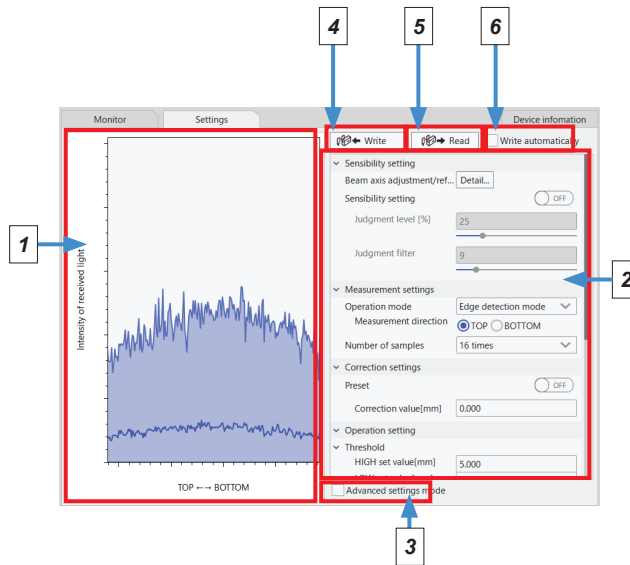 4
5
6
Monitor
Settings
Device infomation
Write
Read
Write automatically
Sensibility setting
Beam axis adjustment/ref...
Detail...
Sensibility setting
OFF
Judgment level [%]
25
Judgment filter
9
1
Intensity of received light
2
Measurement settings
Operation mode
Edge detection mode
Measurement direction
TOP
BOTTOM
Number of samples
16 times
Correction settings
Preset
OFF
Correction value[mm]
0.000
Operation setting
Threshold
HIGH set value[mm]
5.000
TOP ←→ BOTTOM
Advanced settings mode
3